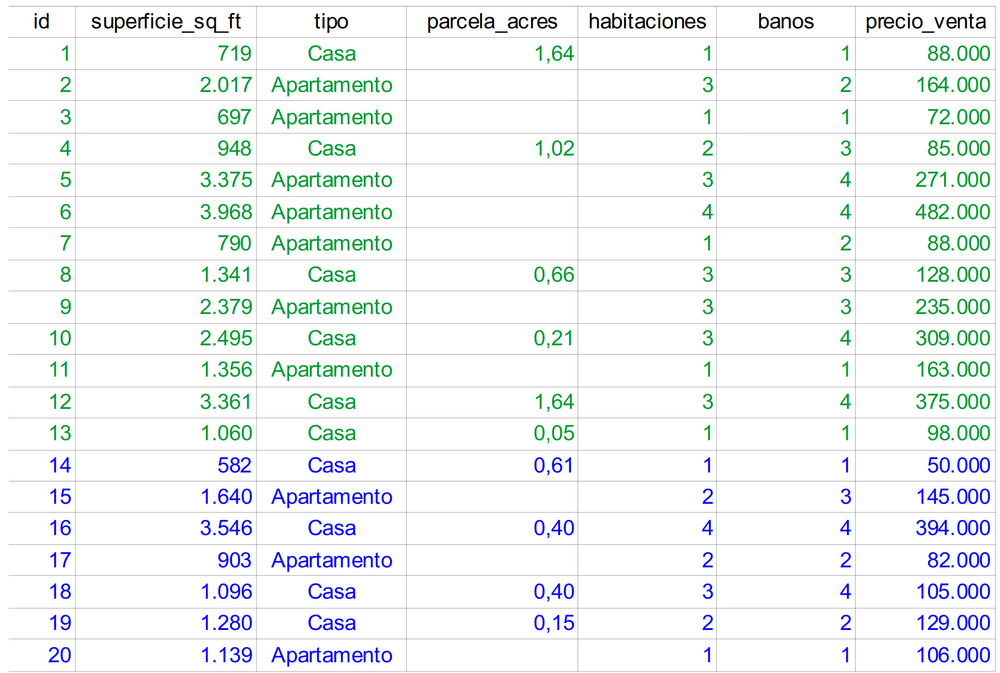 id superficie_sq_ft tipo parcela_acres habitaciones banos precio_venta
1 719 Casa 1,64 1 1 88.000
2 2.017 Apartamento 3 2 164.000
3 697 Apartamento 1 1 72.000
4 948 Casa 1,02 2 3 85.000
5 3.375 Apartamento 3 4 271.000
6 3.968 Apartamento 4 4 482.000
7 790 Apartamento 1 2 88.000
8 1.341 Casa 0,66 3 3 128.000
9 2.379 Apartamento 3 3 235.000
10 2.495 Casa 0,21 3 4 309.000
11 1.356 Apartamento 1 1 163.000
12 3.361 Casa 1,64 3 4 375.000
13 1.060 Casa 0,05 1 1 98.000
14 582 Casa 0,61 1 1 50.000
15 1.640 Apartamento 2 3 145.000
16 3.546 Casa 0,40 4 4 394.000
17 903 Apartamento 2 2 82.000
18 1.096 Casa 0,40 3 4 105.000
19 1.280 Casa 0,15 2 2 129.000
20 1.139 Apartamento 1 1 106.000